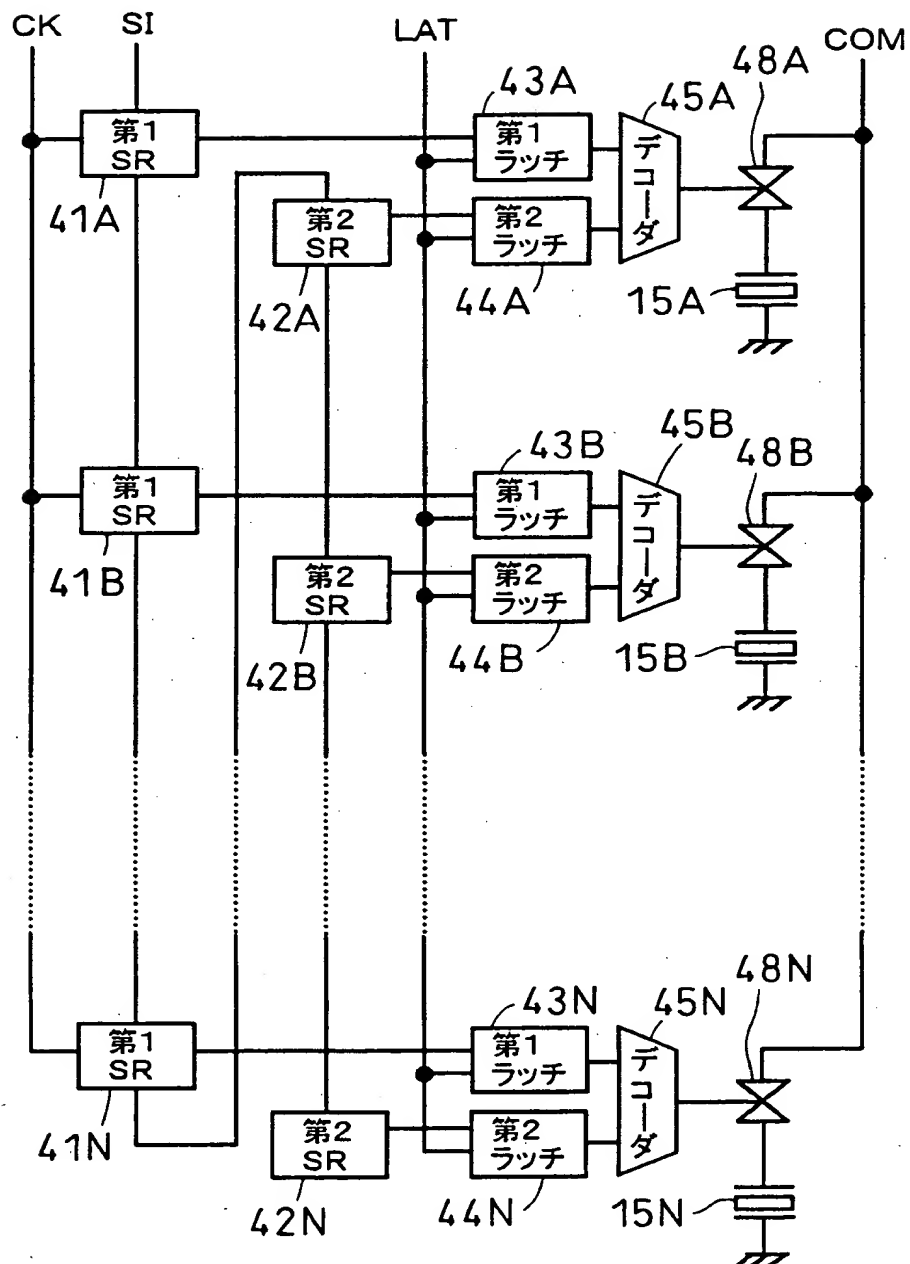 CK
SI
LAT
COM
48A
43A
45A
第1
SR
第1
ラッチ
デコーダ
41A
第2
SR
第2
ラッチ
42A
44A
15A
43B
45B
48B
第1
SR
第1
ラッチ
デコーダ
41B
第2
SR
第2
ラッチ
42B
44B
15B
43N
45N
48N
第1
SR
第1
ラッチ
デコーダ
41N
第2
SR
第2
ラッチ
42N
44N
15N